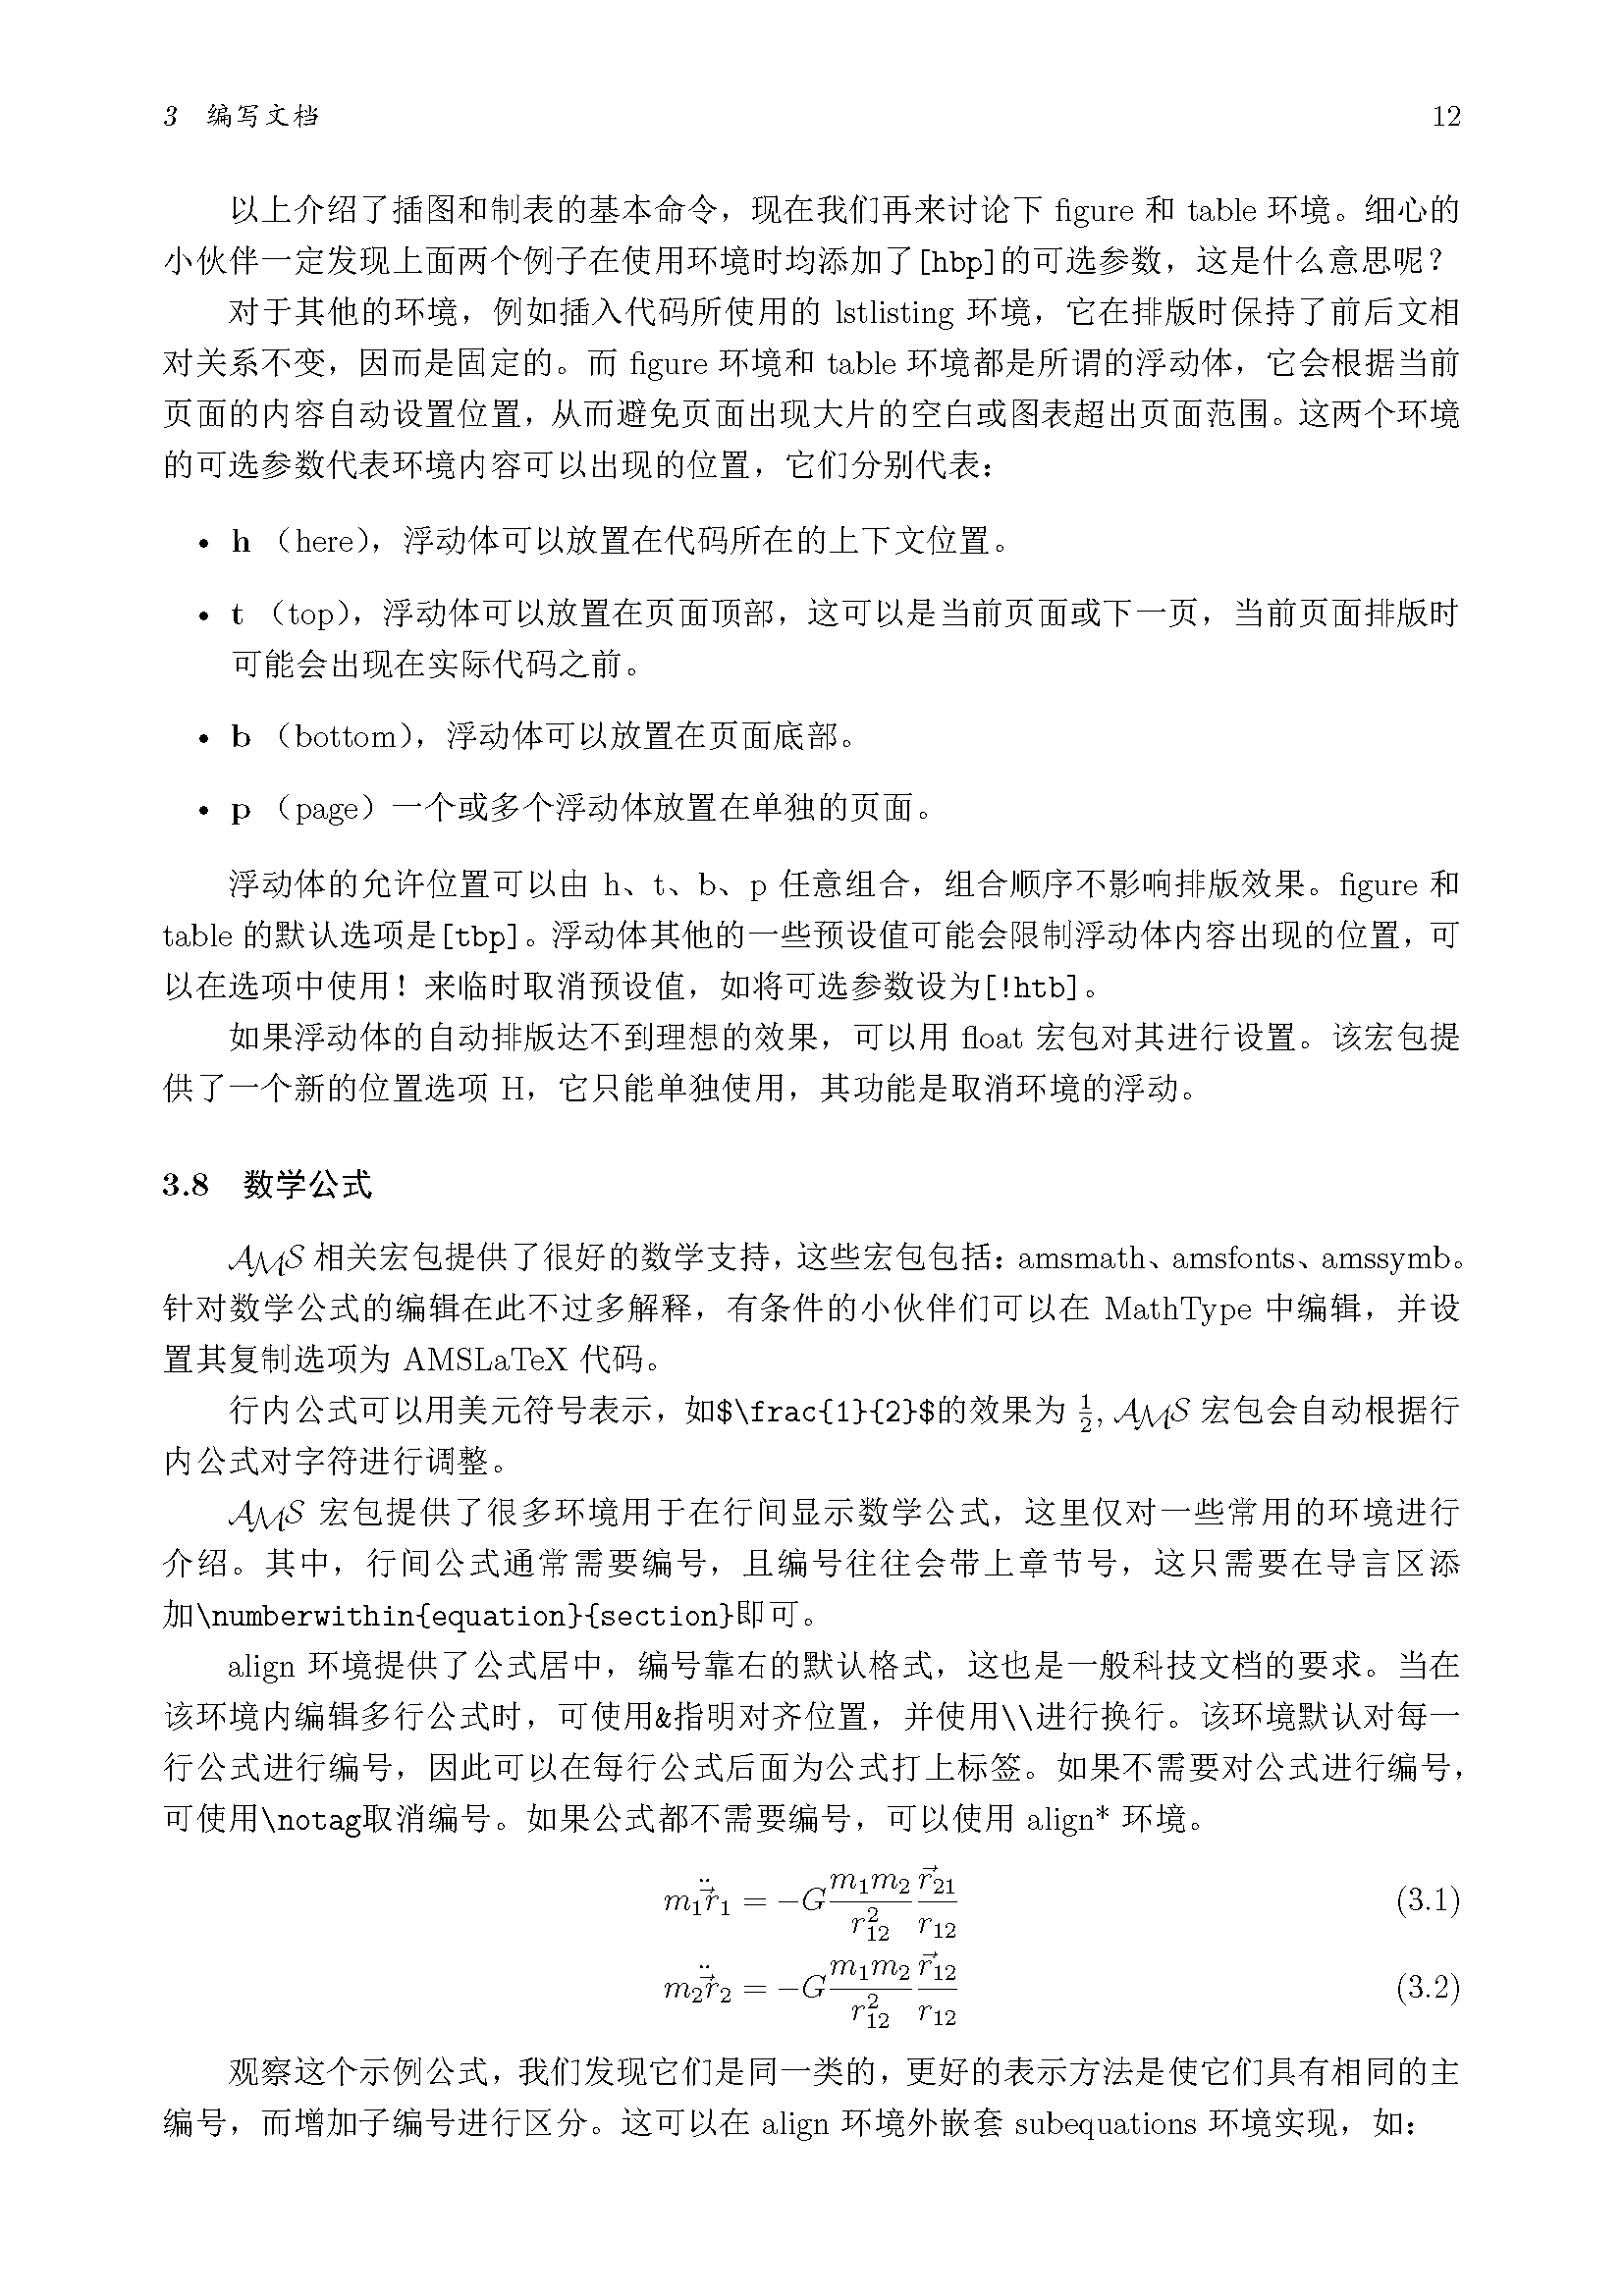 3 编写文档 12
以上介绍了插图和制表的基本命令，现在我们再来讨论下 figure 和 table 环境。细心的
小伙伴一定发现上面两个例子在使用环境时均添加了[hbp]的可选参数，这是什么意思呢？
对于其他的环境，例如插入代码所使用的 lstlisting 环境，它在排版时保持了前后文相
对关系不变，因而是固定的。而 figure 环境和 table 环境都是所谓的浮动体，它会根据当前
页面的内容自动设置位置，从而避免页面出现大片的空白或图表超出页面范围。这两个环境
的可选参数代表环境内容可以出现的位置，它们分别代表：
• h （here），浮动体可以放置在代码所在的上下文位置。
• t （top），浮动体可以放置在页面顶部，这可以是当前页面或下一页，当前页面排版时
可能会出现在实际代码之前。
• b （bottom），浮动体可以放置在页面底部。
• p （page）一个或多个浮动体放置在单独的页面。
浮动体的允许位置可以由 h、t、b、p 任意组合，组合顺序不影响排版效果。figure 和
table 的默认选项是[tbp]。浮动体其他的一些预设值可能会限制浮动体内容出现的位置，可
以在选项中使用！来临时取消预设值，如将可选参数设为[!htb]。
如果浮动体的自动排版达不到理想的效果，可以用 float 宏包对其进行设置。该宏包提
供了一个新的位置选项 H，它只能单独使用，其功能是取消环境的浮动。
3.8 数学公式
AMS 相关宏包提供了很好的数学支持，这些宏包包括：amsmath、amsfonts、amssymb。
针对数学公式的编辑在此不过多解释，有条件的小伙伴们可以在 MathType 中编辑，并设
置其复制选项为 AMSLaTeX 代码。
行内公式可以用美元符号表示，如$\frac{1}{2}$的效果为 ½, AMS 宏包会自动根据行
内公式对字符进行调整。
AMS 宏包提供了很多环境用于在行间显示数学公式，这里仅对一些常用的环境进行
介绍。其中，行间公式通常需要编号，且编号往往会带上章节号，这只需要在导言区添
加\numberwithin{equation}{section}即可。
align 环境提供了公式居中，编号靠右的默认格式，这也是一般科技文档的要求。当在
该环境内编辑多行公式时，可使用&指明对齐位置，并使用\\进行换行。该环境默认对每一
行公式进行编号，因此可以在每行公式后面为公式打上标签。如果不需要对公式进行编号，
可使用\notag取消编号。如果公式都不需要编号，可以使用 align* 环境。
$m_1\ddot{\vec{r}}_1 = -G\frac{m_1m_2}{r_{12}^2}\frac{\vec{r}_{21}}{r_{12}}$ (3.1)
$m_2\ddot{\vec{r}}_2 = -G\frac{m_1m_2}{r_{12}^2}\frac{\vec{r}_{12}}{r_{12}}$ (3.2)
观察这个示例公式，我们发现它们是同一类的，更好的表示方法是使它们具有相同的主
编号，而增加子编号进行区分。这可以在 align 环境外嵌套 subequations 环境实现，如：